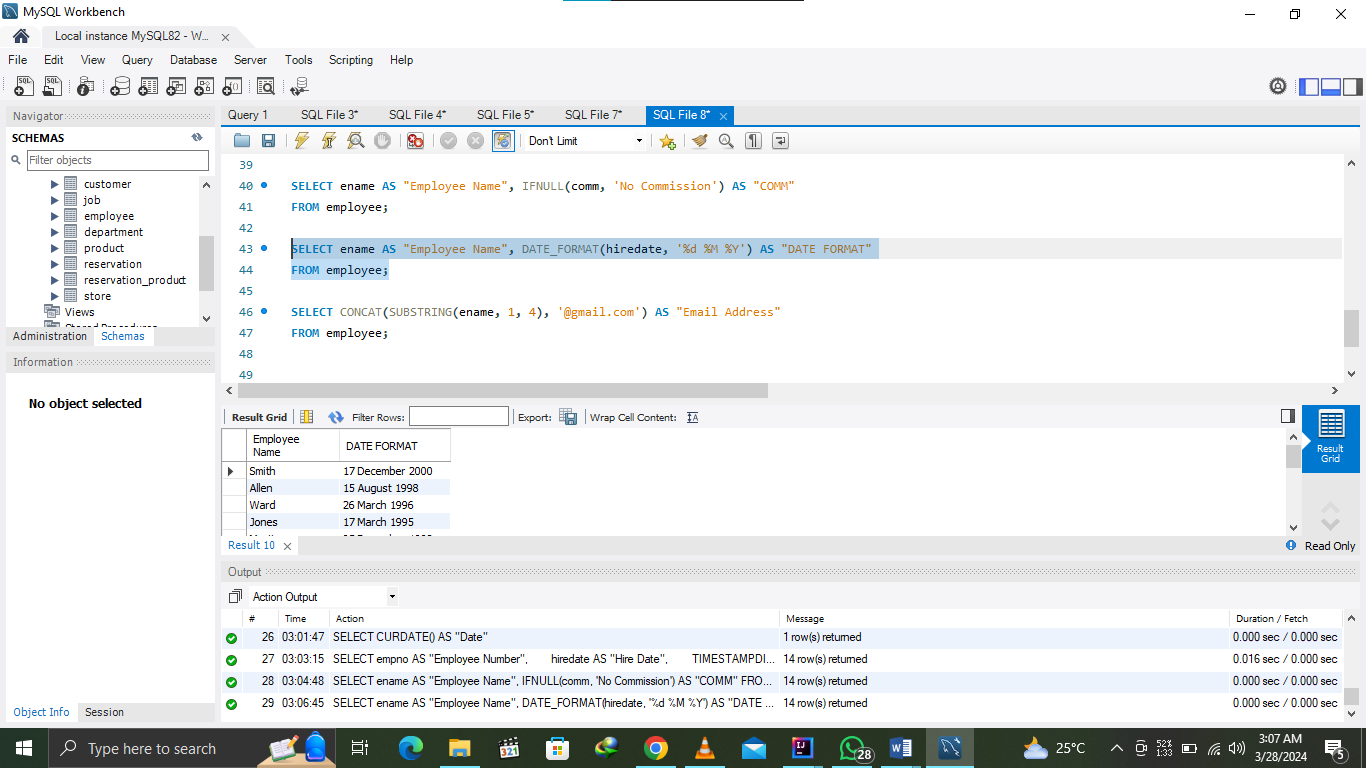 MySQL Workbench
Local instance MySQL82 - W...
File Edit View Query Database Server Tools Scripting Help
Navigator
SCHEMAS
Filter objects
customer
job
employee
department
product
reservation
reservation_product
store
Views
Administration Schemas
Information
No object selected
Object Info Session
Query 1 SQL File 3* SQL File 4* SQL File 5* SQL File 7* SQL File 8*
Don't Limit
39
40 SELECT ename AS "Employee Name", IFNULL(comm, 'No Commission') AS "COMM"
41 FROM employee;
42
43 SELECT ename AS "Employee Name", DATE_FORMAT(hiredate, '%d %M %Y') AS "DATE FORMAT"
44 FROM employee;
45
46 SELECT CONCAT(SUBSTRING(ename, 1, 4), '@gmail.com') AS "Email Address"
47 FROM employee;
48
49
Result Grid Filter Rows: Export: Wrap Cell Content:
Employee Name DATE FORMAT
Smith 17 December 2000
Allen 15 August 1998
Ward 26 March 1996
Jones 17 March 1995
Result Grid
Result 10
Read Only
Output
Action Output
# Time Action Message Duration / Fetch
26 03:01:47 SELECT CURDATE() AS "Date" 1 row(s) returned 0.000 sec / 0.000 sec
27 03:03:15 SELECT empno AS "Employee Number", hiredate AS "Hire Date", TIMESTAMPDI... 14 row(s) returned 0.016 sec / 0.000 sec
28 03:04:48 SELECT ename AS "Employee Name", IFNULL(comm, 'No Commission') AS "COMM" FRO... 14 row(s) returned 0.000 sec / 0.000 sec
29 03:06:45 SELECT ename AS "Employee Name", DATE_FORMAT(hiredate, '%d %M %Y') AS "DATE ... 14 row(s) returned 0.000 sec / 0.000 sec
Type here to search
28
25°C
52%
1:33
3:07 AM
3/28/2024
5